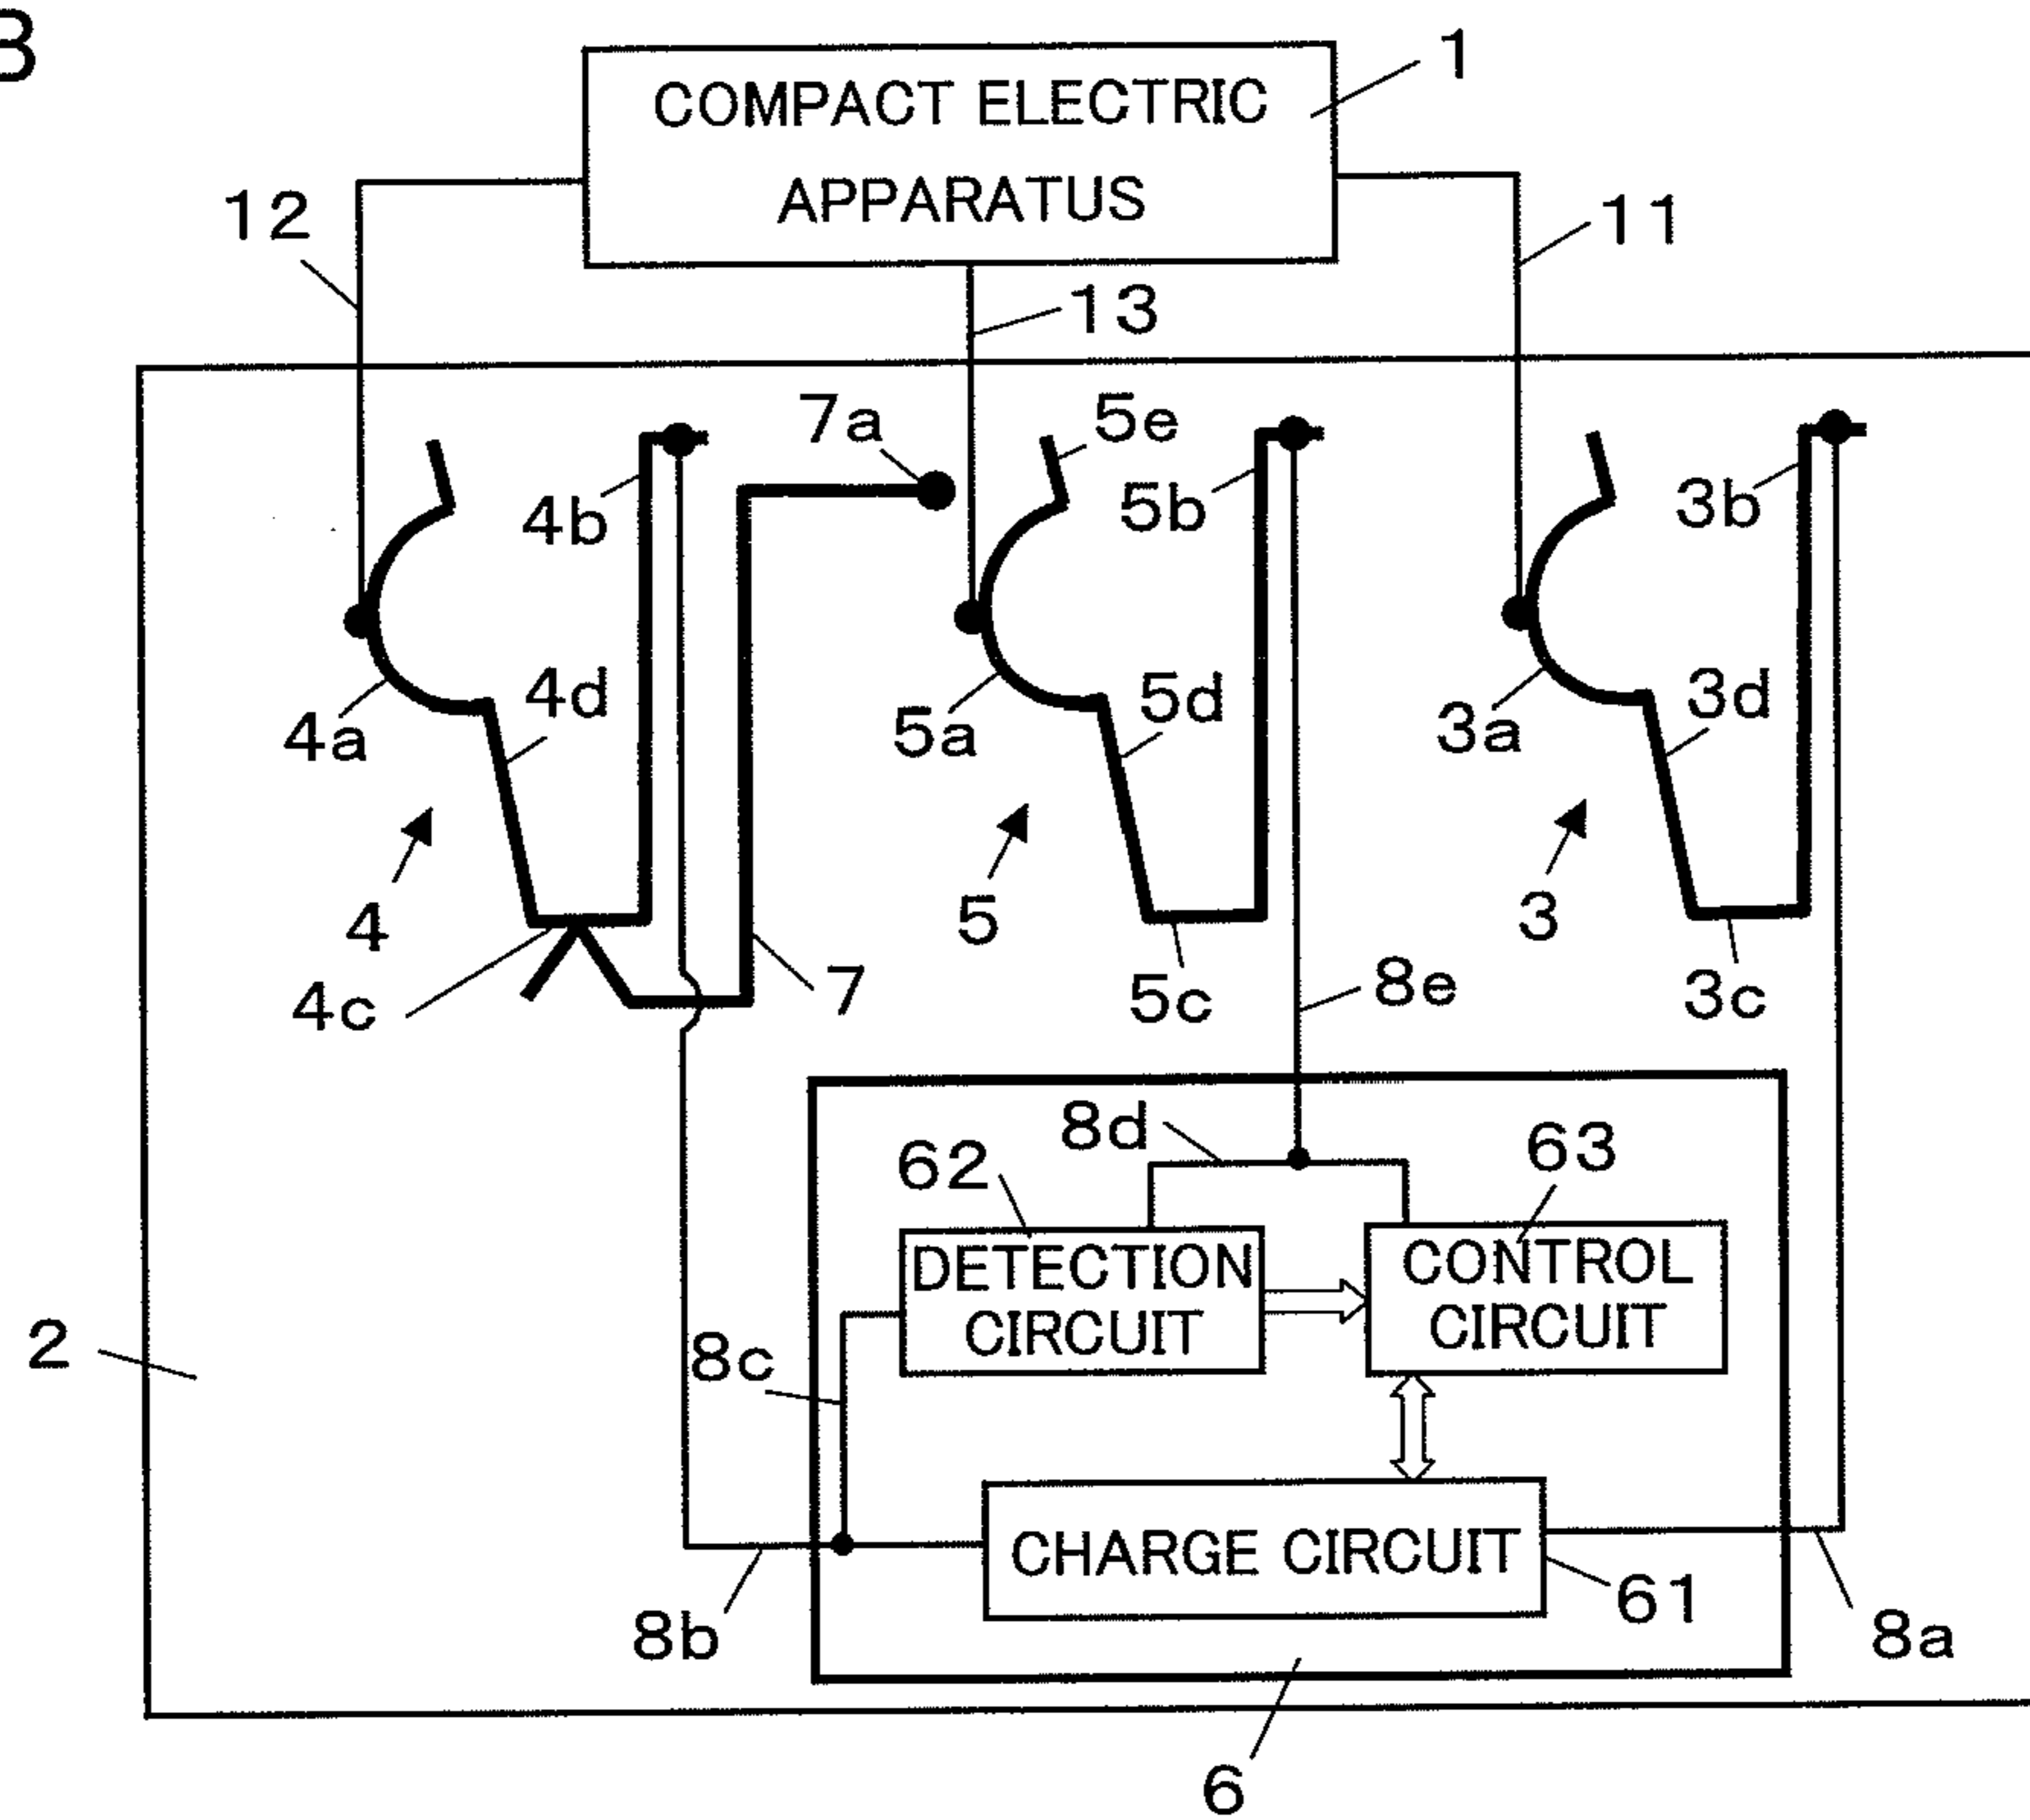 B
1
COMPACT ELECTRIC
APPARATUS
12
11
13
7a
5e
4b
5b
3b
4a
4d
5a
5d
3a
3d
4
5
3
4c
7
5c
8e
3c
8d
62
63
DETECTION
CIRCUIT
CONTROL
CIRCUIT
2
8c
CHARGE CIRCUIT
61
8b
8a
6